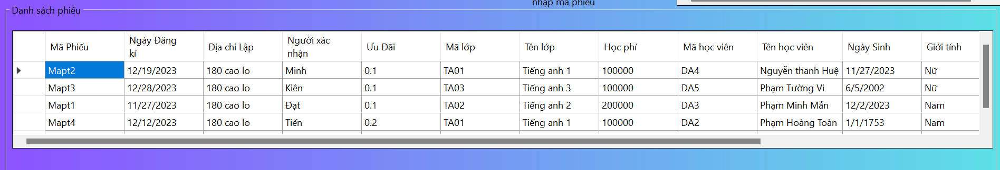 nhập mã phiếu
Danh sách phiếu
Mã Phiếu Ngày Đăng kí Địa chỉ Lập Người xác nhận Ưu Đãi Mã lớp Tên lớp Học phí Mã học viên Tên học viên Ngày Sinh Giới tính
Mapt2 12/19/2023 180 cao lo Minh 0.1 TA01 Tiếng anh 1 100000 DA4 Nguyễn thanh Huệ 11/27/2023 Nữ
Mapt3 12/28/2023 180 cao lo Kiên 0.1 TA03 Tiếng anh 3 100000 DA5 Phạm Tường Vi 6/5/2002 Nữ
Mapt1 11/27/2023 180 cao lo Đạt 0.1 TA02 Tiếng anh 2 200000 DA3 Phạm Minh Mẫn 12/2/2023 Nam
Mapt4 12/12/2023 180 cao lo Tiến 0.2 TA01 Tiếng anh 1 100000 DA2 Phạm Hoàng Toàn 1/1/1753 Nam